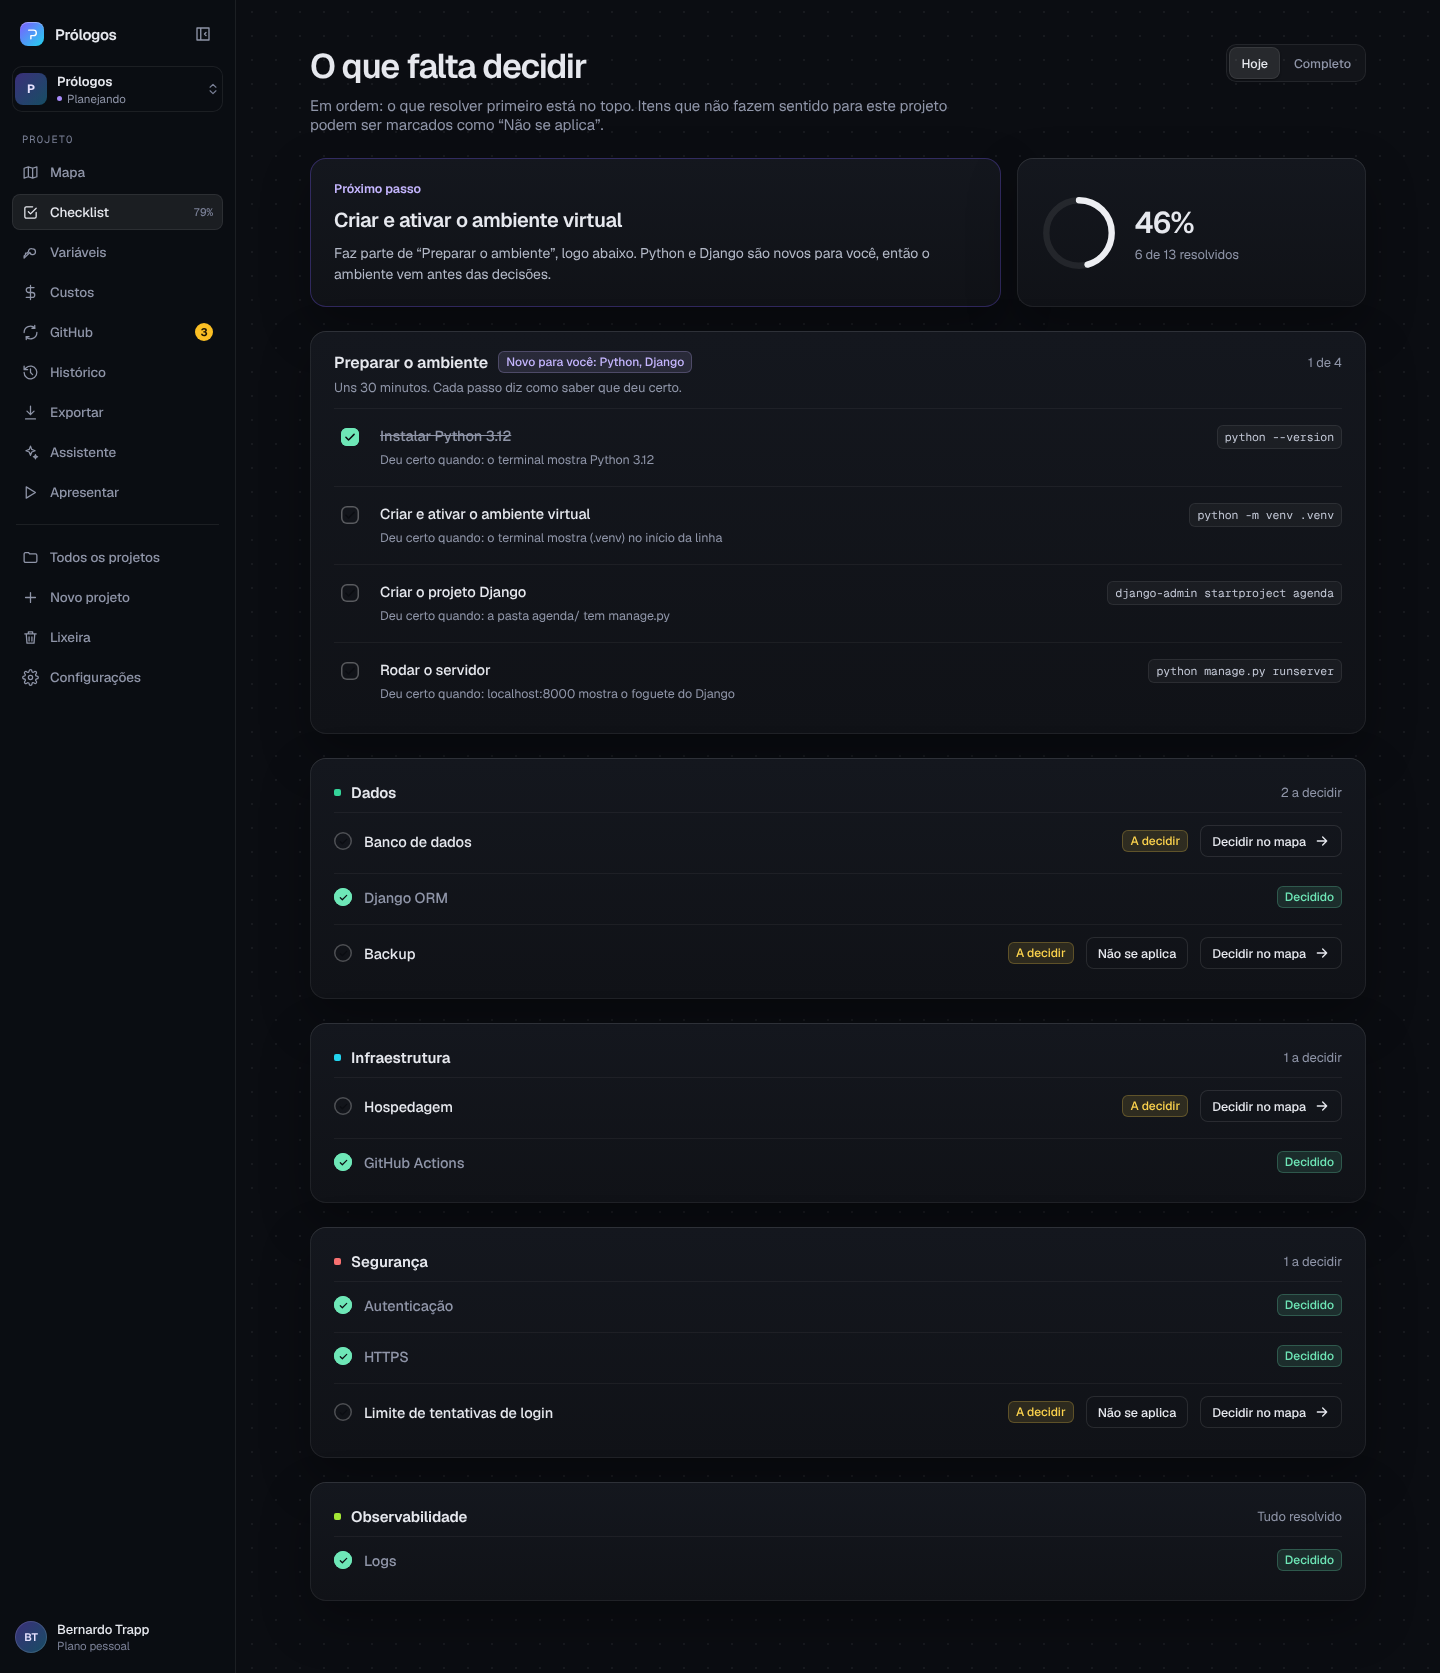 Prólogos
P
Prólogos
Planejando
PROJETO
Mapa
Checklist
79%
Variáveis
Custos
GitHub
3
Histórico
Exportar
Assistente
Apresentar
Todos os projetos
Novo projeto
Lixeira
Configurações
BT
Bernardo Trapp
Plano pessoal
O que falta decidir
Hoje
Completo
Em ordem: o que resolver primeiro está no topo. Itens que não fazem sentido para este projeto
podem ser marcados como “Não se aplica”.
Próximo passo
Criar e ativar o ambiente virtual
Faz parte de “Preparar o ambiente”, logo abaixo. Python e Django são novos para você, então o
ambiente vem antes das decisões.
46%
6 de 13 resolvidos
Preparar o ambiente
Novo para você: Python, Django
1 de 4
Uns 30 minutos. Cada passo diz como saber que deu certo.
Instalar Python 3.12
python --version
Deu certo quando: o terminal mostra Python 3.12
Criar e ativar o ambiente virtual
python -m venv .venv
Deu certo quando: o terminal mostra (.venv) no início da linha
Criar o projeto Django
django-admin startproject agenda
Deu certo quando: a pasta agenda/ tem manage.py
Rodar o servidor
python manage.py runserver
Deu certo quando: localhost:8000 mostra o foguete do Django
Dados
2 a decidir
Banco de dados
A decidir
Decidir no mapa
Django ORM
Decidido
Backup
A decidir
Não se aplica
Decidir no mapa
Infraestrutura
1 a decidir
Hospedagem
A decidir
Decidir no mapa
GitHub Actions
Decidido
Segurança
1 a decidir
Autenticação
Decidido
HTTPS
Decidido
Limite de tentativas de login
A decidir
Não se aplica
Decidir no mapa
Observabilidade
Tudo resolvido
Logs
Decidido